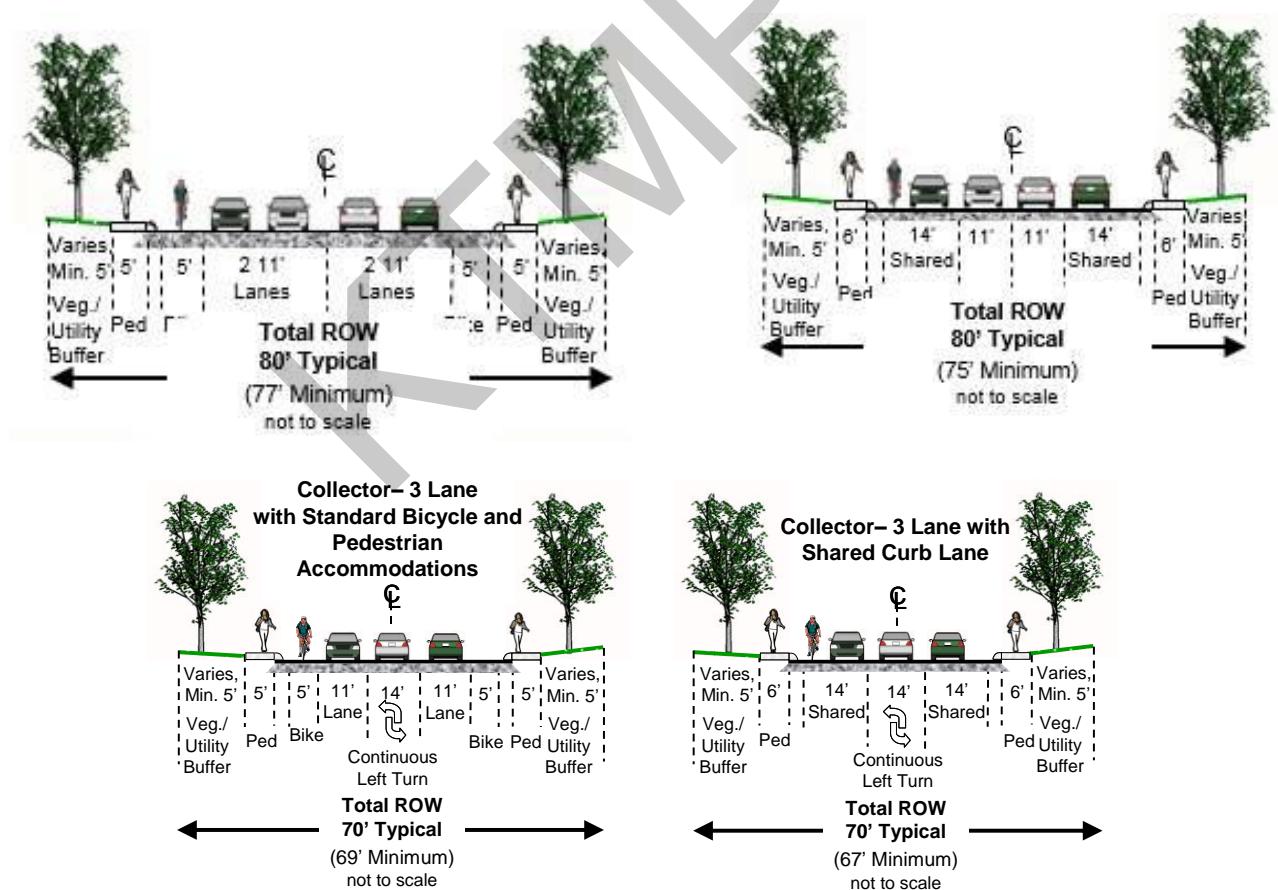 KTMP
℄
Varies,
Min. 5'
Veg./
Utility
Buffer
5'
Ped
5'
2 11'
Lanes
2 11'
Lanes
5'
5'
Ped
Varies,
Min. 5'
Veg./
Utility
Buffer
Total ROW
80' Typical
(77' Minimum)
not to scale
℄
Varies,
Min. 5'
Veg./
Utility
Buffer
6'
Ped
14'
Shared
11'
11'
14'
Shared
6'
Ped
Varies,
Min. 5'
Veg./
Utility
Buffer
Total ROW
80' Typical
(75' Minimum)
not to scale
Collector– 3 Lane
with Standard Bicycle and
Pedestrian
Accommodations
℄
Varies,
Min. 5'
Veg./
Utility
Buffer
5'
Ped
5'
Bike
11'
Lane
14'
Continuous
Left Turn
11'
Lane
5'
Bike
5'
Ped
Varies,
Min. 5'
Veg./
Utility
Buffer
Total ROW
70' Typical
(69' Minimum)
not to scale
Collector– 3 Lane with
Shared Curb Lane
℄
Varies,
Min. 5'
Veg./
Utility
Buffer
6'
Ped
14'
Shared
14'
Continuous
Left Turn
14'
Shared
6'
Ped
Varies,
Min. 5'
Veg./
Utility
Buffer
Total ROW
70' Typical
(67' Minimum)
not to scale